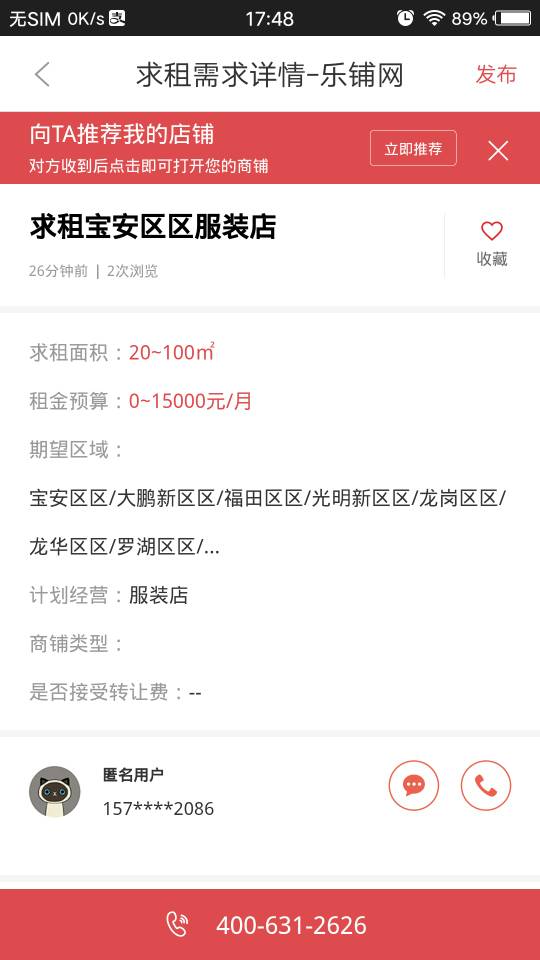 无SIM 0K/s 支
17:48
89%
求租需求详情-乐铺网
发布
向TA推荐我的店铺
对方收到后点击即可打开您的商铺
立即推荐
求租宝安区区服装店
26分钟前 | 2次浏览
收藏
求租面积：20~100㎡
租金预算：0~15000元/月
期望区域：
宝安区区/大鹏新区区/福田区区/光明新区区/龙岗区区/
龙华区区/罗湖区区/...
计划经营：服装店
商铺类型：
是否接受转让费：--
匿名用户
157****2086
400-631-2626